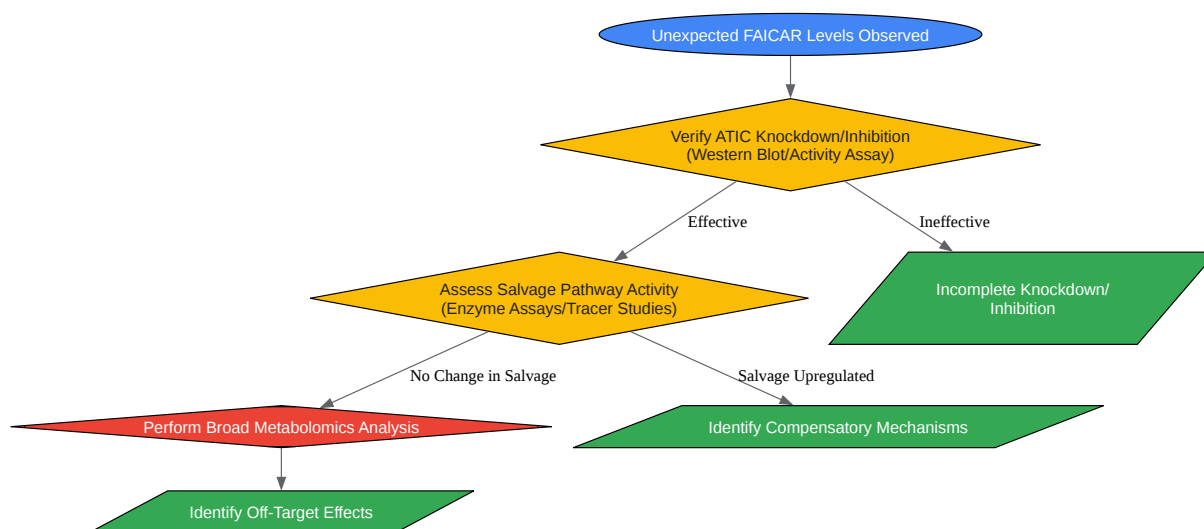 Unexpected FAICAR Levels Observed
Verify ATIC Knockdown/Inhibition
(Western Blot/Activity Assay)
Effective
Ineffective
Assess Salvage Pathway Activity
(Enzyme Assays/Tracer Studies)
Incomplete Knockdown/
Inhibition
No Change in Salvage
Salvage Upregulated
Perform Broad Metabolomics Analysis
Identify Compensatory Mechanisms
Identify Off-Target Effects